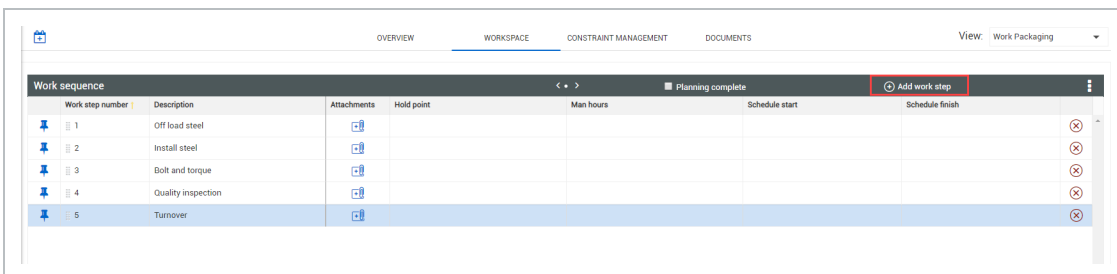 OVERVIEW WORKSPACE CONSTRAINT MANAGEMENT DOCUMENTS View: Work Packaging
Work sequence Planning complete Add work step
Work step number Description Attachments Hold point Man hours Schedule start Schedule finish
1 Off load steel
2 Install steel
3 Bolt and torque
4 Quality inspection
5 Turnover